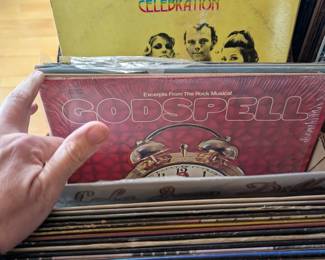 CELEBRATION
Excerpts From The Rock Musical
GODSPELL